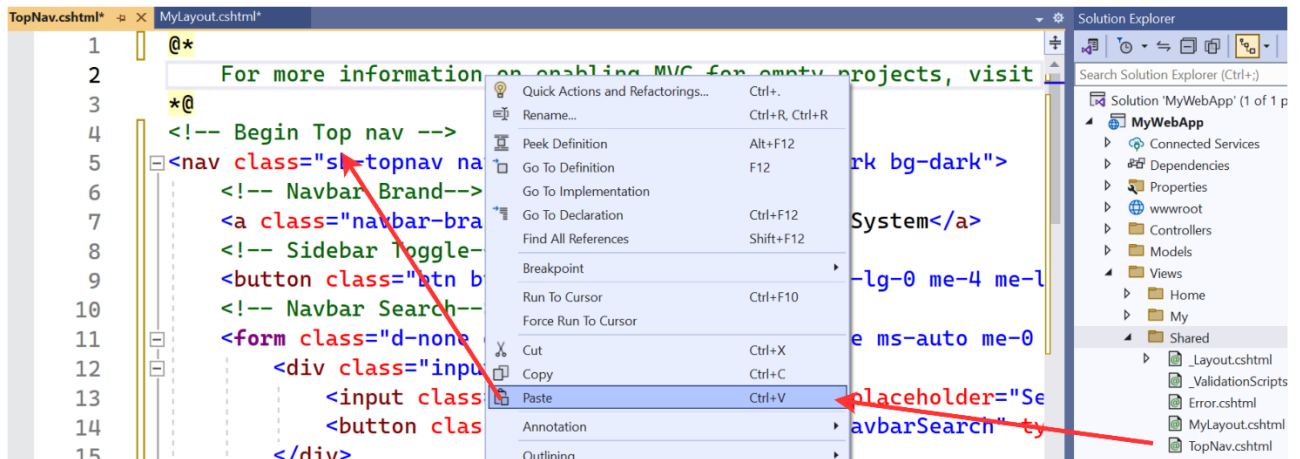 TopNav.cshtml* MyLayout.cshtml*
1 @*
2 For more information on enabling MVC for empty projects, visit
3 *@
4 <!-- Begin Top nav -->
5 <nav class="sb-topnav na rk bg-dark">
6 <!-- Navbar Brand-->
7 <a class="navbar-bra System</a>
8 <!-- Sidebar Toggle-
9 <button class="btn b -lg-0 me-4 me-l
10 <!-- Navbar Search--
11 <form class="d-none e ms-auto me-0
12 <div class="inpu
13 <input class placeholder="Se
14 <button clas avbarSearch" ty
15 </div>
Quick Actions and Refactorings... Ctrl+.
Rename... Ctrl+R, Ctrl+R
Peek Definition Alt+F12
Go To Definition F12
Go To Implementation
Go To Declaration Ctrl+F12
Find All References Shift+F12
Breakpoint
Run To Cursor Ctrl+F10
Force Run To Cursor
Cut Ctrl+X
Copy Ctrl+C
Paste Ctrl+V
Annotation
Outlining
Solution Explorer
Search Solution Explorer (Ctrl+;)
Solution 'MyWebApp' (1 of 1 p
MyWebApp
Connected Services
Dependencies
Properties
wwwroot
Controllers
Models
Views
Home
My
Shared
_Layout.cshtml
_ValidationScripts
Error.cshtml
MyLayout.cshtml
TopNav.cshtml